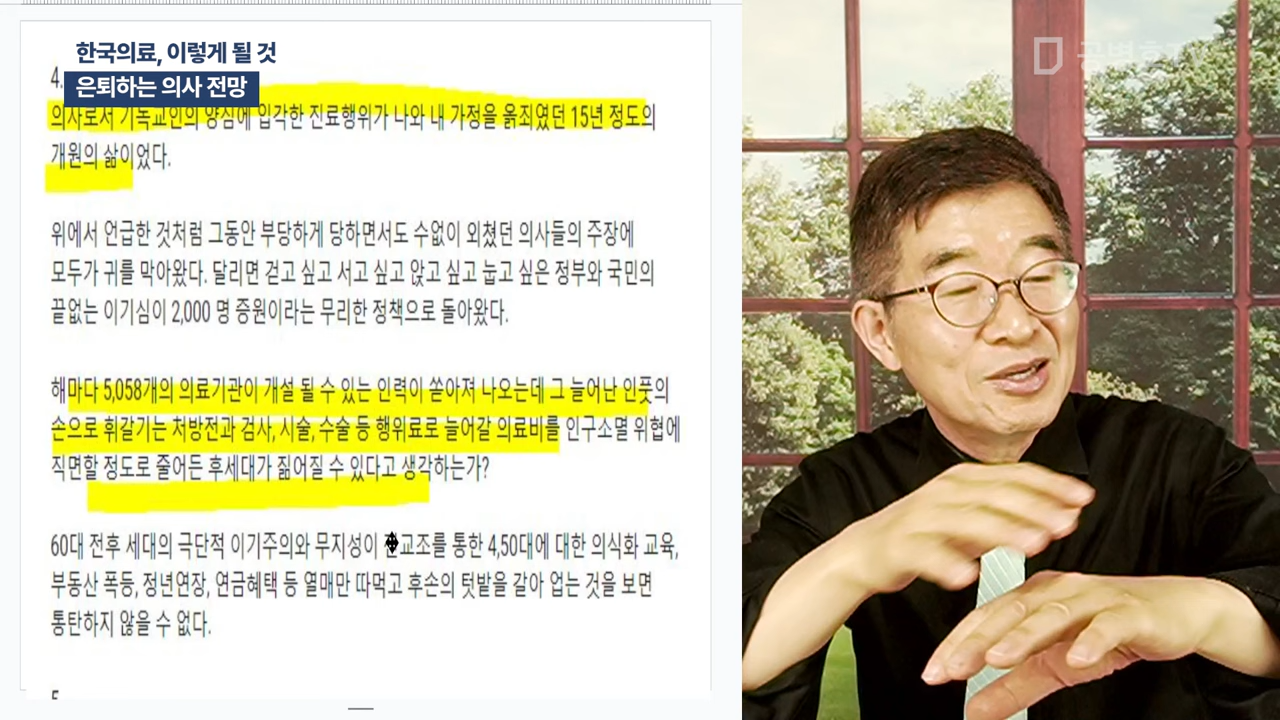 한국의료, 이렇게 될 것
은퇴하는 의사 전망
4.
의사로서 기독교인의 양심에 입각한 진료행위가 나와 내 가정을 옭죄였던 15년 정도의
개원의 삶이었다.
위에서 언급한 것처럼 그동안 부당하게 당하면서도 수없이 외쳤던 의사들의 주장에
모두가 귀를 막아왔다. 달리면 걷고 싶고 서고 싶고 앉고 싶고 눕고 싶은 정부와 국민의
끝없는 이기심이 2,000 명 증원이라는 무리한 정책으로 돌아왔다.
해마다 5,058개의 의료기관이 개설 될 수 있는 인력이 쏟아져 나오는데 그 늘어난 인풋의
손으로 휘갈기는 처방전과 검사, 시술, 수술 등 행위료로 늘어갈 의료비를 인구소멸 위협에
직면할 정도로 줄어든 후세대가 짊어질 수 있다고 생각하는가?
60대 전후 세대의 극단적 이기주의와 무지성이 교조를 통한 4,50대에 대한 의식화 교육,
부동산 폭등, 정년연장, 연금혜택 등 열매만 따먹고 후손의 텃밭을 갈아 업는 것을 보면
통탄하지 않을 수 없다.
5